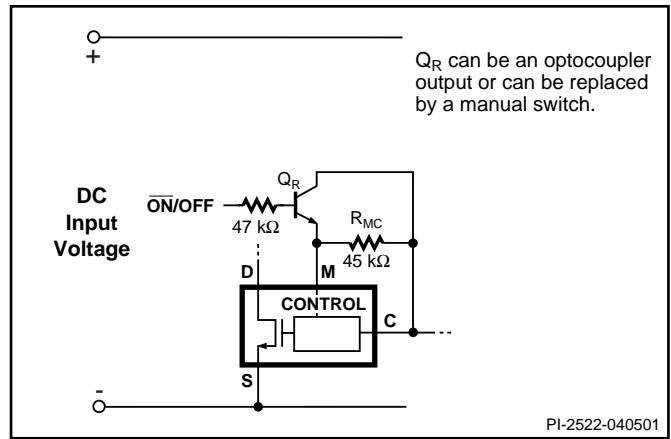 +
Q_R can be an optocoupler
output or can be replaced
by a manual switch.
DC
Input
Voltage
ON/OFF
47 kΩ
Q_R
R_MC
45 kΩ
D
M
CONTROL
C
S
-
PI-2522-040501